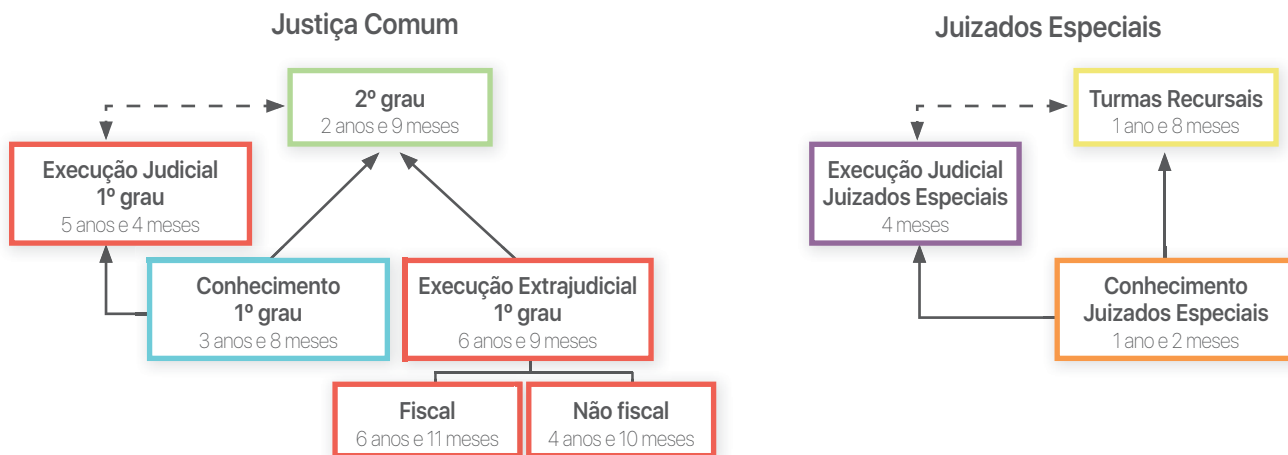 Justiça Comum
2º grau
2 anos e 9 meses
Execução Judicial
1º grau
5 anos e 4 meses
Conhecimento
1º grau
3 anos e 8 meses
Execução Extrajudicial
1º grau
6 anos e 9 meses
Fiscal
6 anos e 11 meses
Não fiscal
4 anos e 10 meses
Juizados Especiais
Turmas Recursais
1 ano e 8 meses
Execução Judicial
Juizados Especiais
4 meses
Conhecimento
Juizados Especiais
1 ano e 2 meses